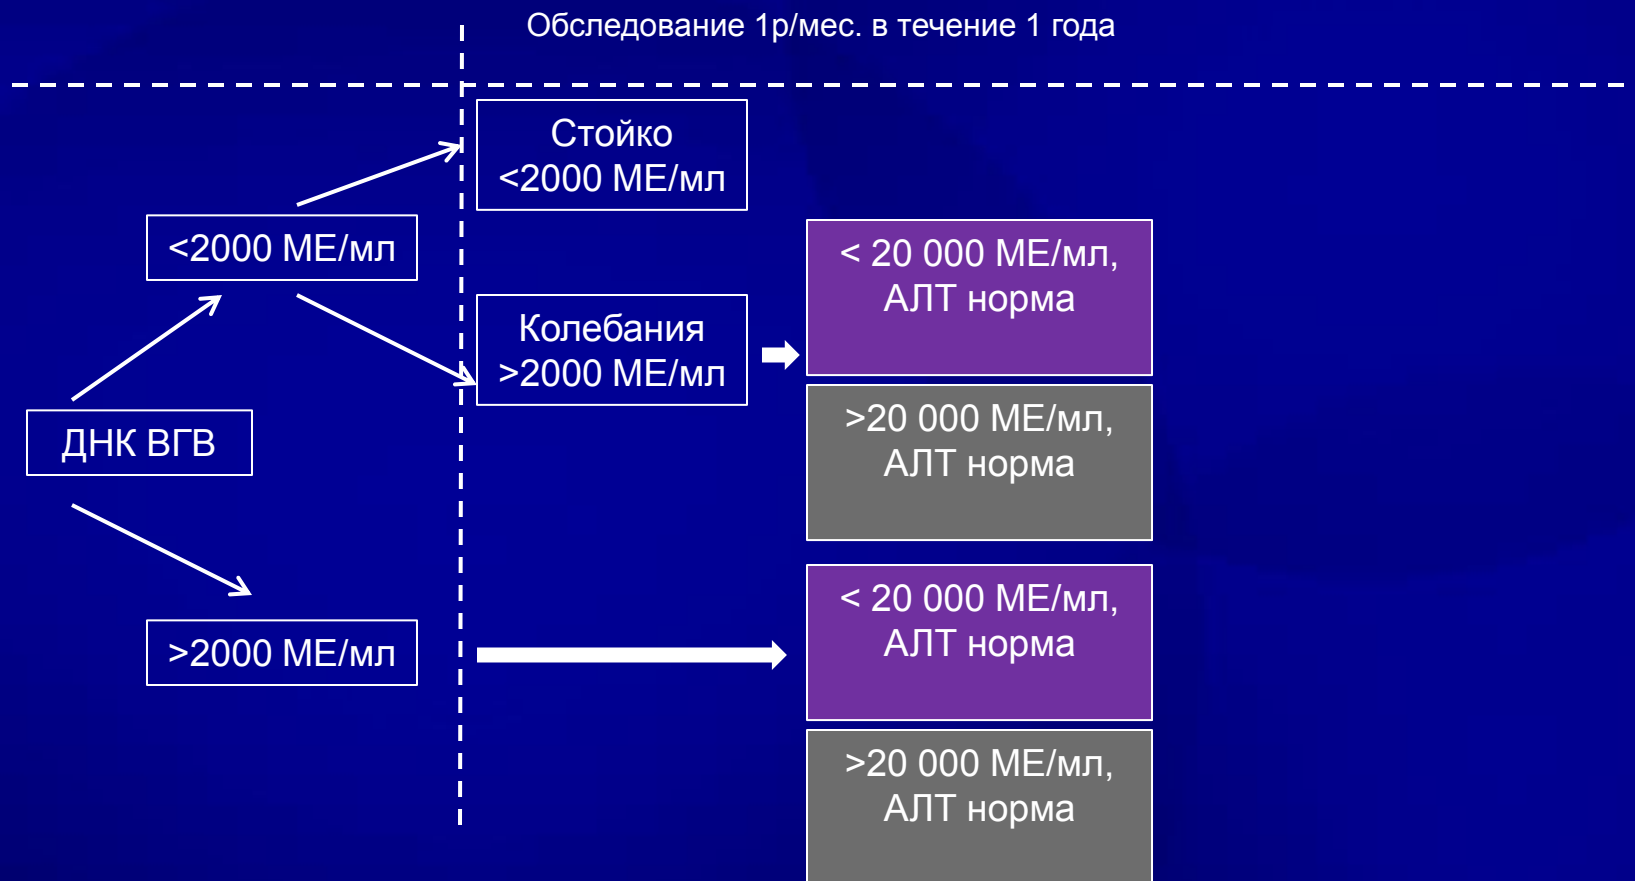 Обследование 1р/мес. в течение 1 года
Стойко
<2000 МЕ/мл
<2000 МЕ/мл
< 20 000 МЕ/мл,
АЛТ норма
Колебания
>2000 МЕ/мл
>20 000 МЕ/мл,
АЛТ норма
ДНК ВГВ
< 20 000 МЕ/мл,
АЛТ норма
>2000 МЕ/мл
>20 000 МЕ/мл,
АЛТ норма